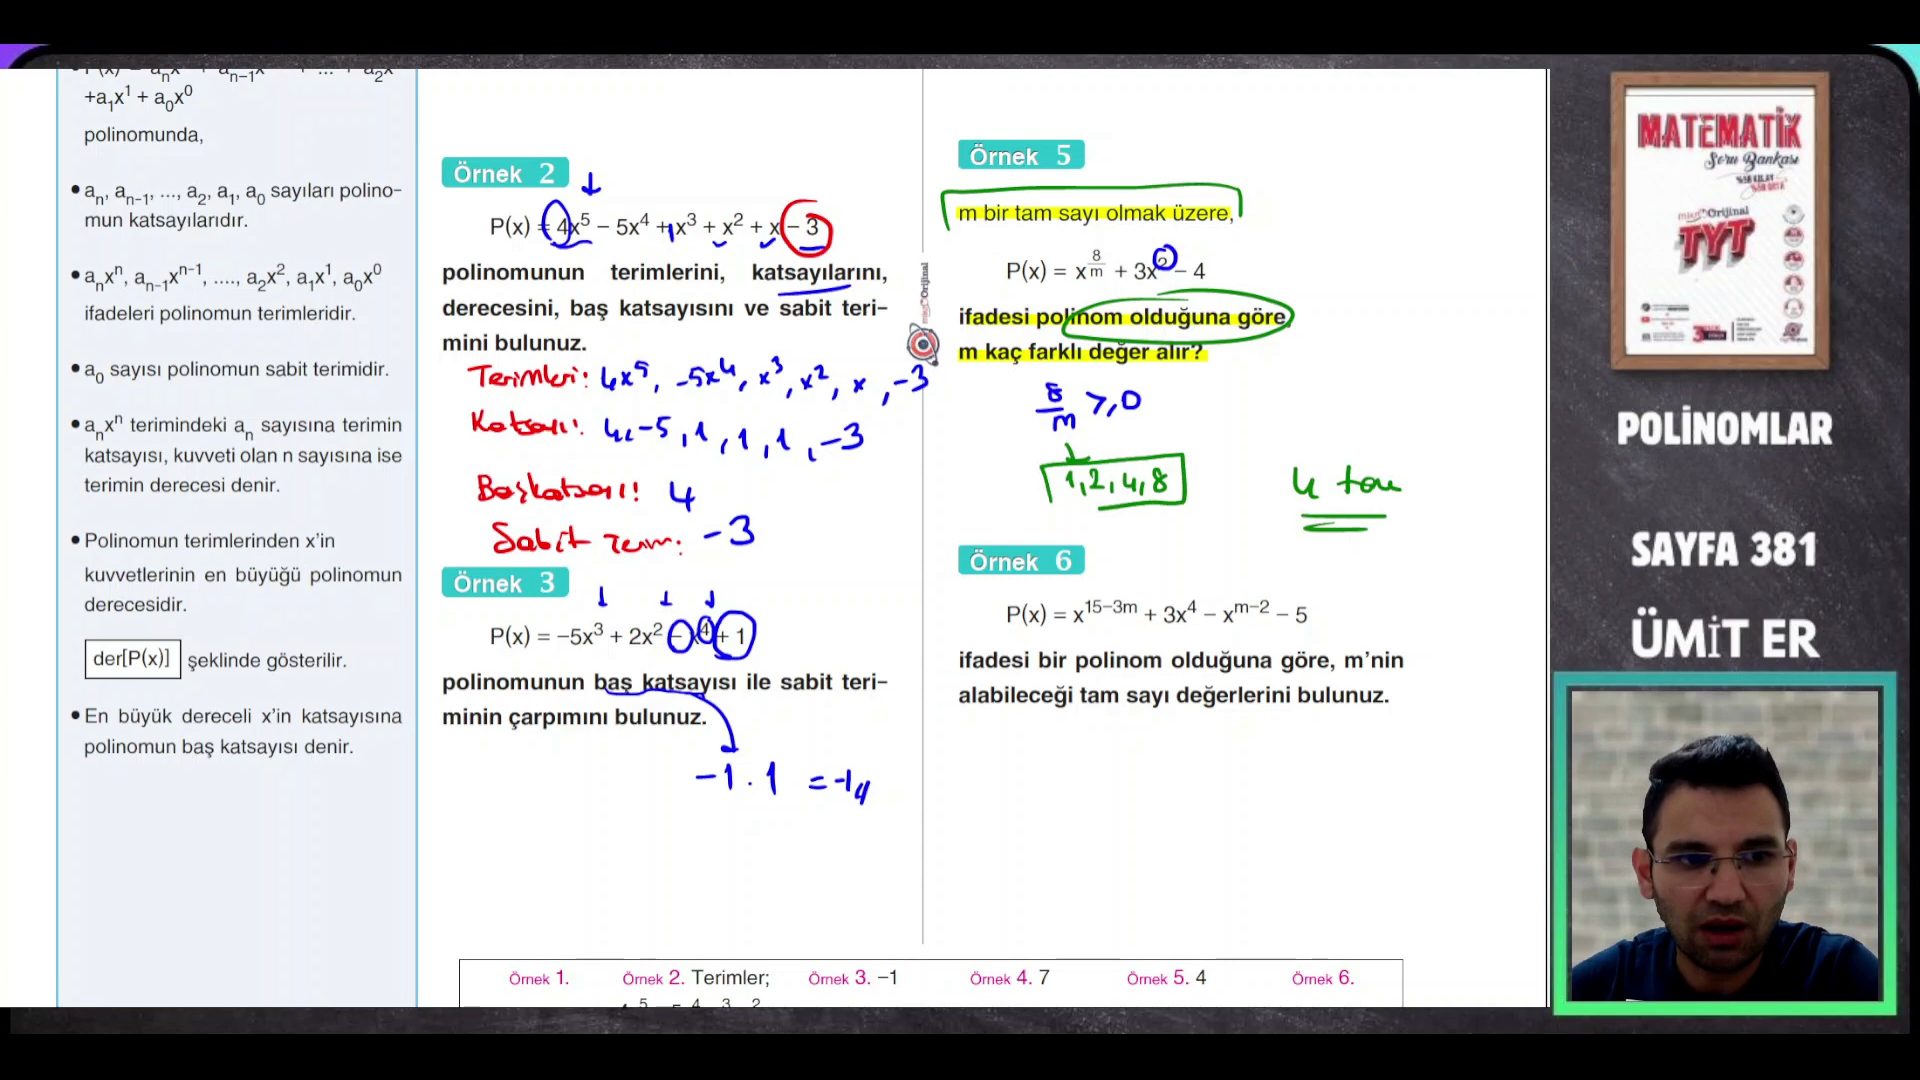 +a₁x¹ + a₀x⁰
polinomunda,
• aₙ, aₙ₋₁, ..., a₂, a₁, a₀ sayıları polino-
mun katsayılarıdır.
• aₙxⁿ, aₙ₋₁xⁿ⁻¹, ...., a₂x², a₁x¹, a₀x⁰
ifadeleri polinomun terimleridir.
• a₀ sayısı polinomun sabit terimidir.
• aₙxⁿ terimindeki aₙ sayısına terimin
katsayısı, kuvveti olan n sayısına ise
terimin derecesi denir.
• Polinomun terimlerinden x'in
kuvvetlerinin en büyüğü polinomun
derecesidir.
der[P(x)] şeklinde gösterilir.
• En büyük dereceli x'in katsayısına
polinomun baş katsayısı denir.
Örnek 2
P(x) = 4x⁵ – 5x⁴ + x³ + x² + x – 3
polinomunun terimlerini, katsayılarını,
derecesini, baş katsayısını ve sabit teri-
mini bulunuz.
Terimleri: 4x⁵, -5x⁴, x³, x², x, -3
Katsayı: 4, -5, 1, 1, 1, -3
Başkatsayı: 4
Sabit Terim: -3
Örnek 3
P(x) = –5x³ + 2x² – x⁴ + 1
polinomunun baş katsayısı ile sabit teri-
minin çarpımını bulunuz.
-1 . 1 = -1
Örnek 5
m bir tam sayı olmak üzere,
P(x) = x^(8/m) + 3x² – 4
ifadesi polinom olduğuna göre,
m kaç farklı değer alır?
8/m ≥ 0
1, 2, 4, 8
4 tane
Örnek 6
P(x) = x¹⁵⁻³ᵐ + 3x⁴ – xᵐ⁻² – 5
ifadesi bir polinom olduğuna göre, m'nin
alabileceği tam sayı değerlerini bulunuz.
Örnek 1. Örnek 2. Terimler; Örnek 3. –1 Örnek 4. 7 Örnek 5. 4 Örnek 6.
MATEMATİK
Soru Bankası
Orijinal
TYT
POLİNOMLAR
SAYFA 381
ÜMİT ER